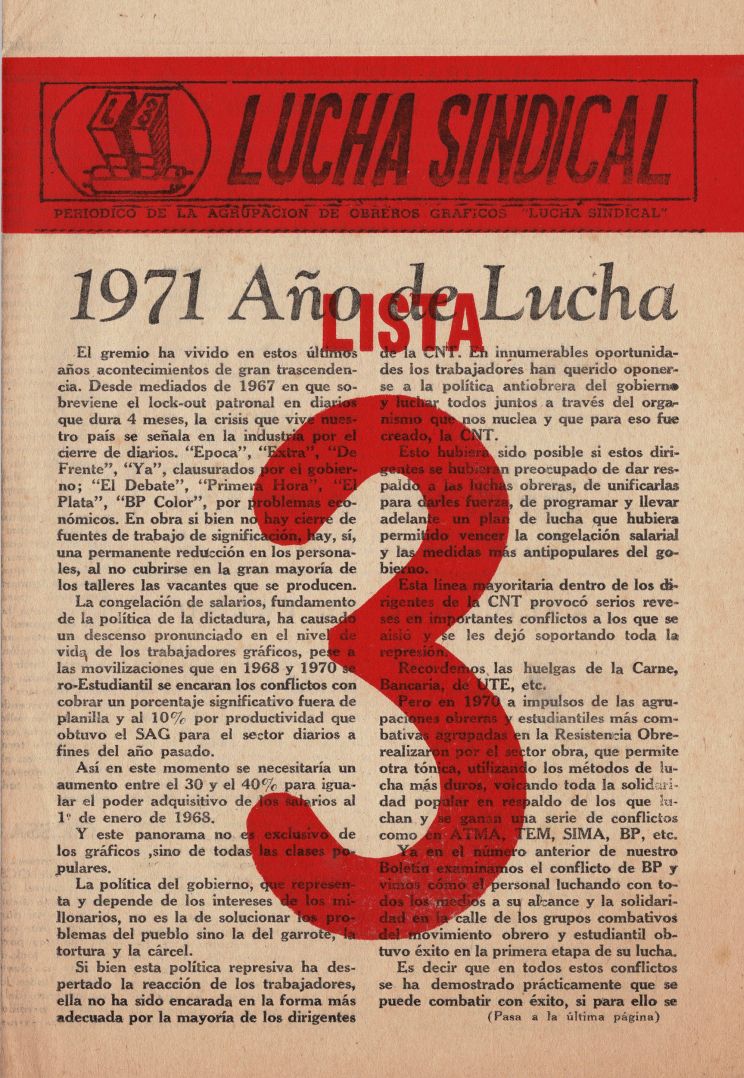 LS
LUCHA SINDICAL
PERIODICO DE LA AGRUPACION DE OBREROS GRAFICOS "LUCHA SINDICAL"
1971 Año de Lucha
LISTA
3
El gremio ha vivido en estos últimos
años acontecimientos de gran trascenden-
cia. Desde mediados de 1967 en que so-
breviene el lock-out patronal en diarios
que dura 4 meses, la crisis que vive nues-
tro país se señala en la industria por el
cierre de diarios. "Epoca", "Extra", "De
Frente", "Ya", clausurados por el gobier-
no; "El Debate", "Primera Hora", "El
Plata", "BP Color", por problemas eco-
nómicos. En obra si bien no hay cierre de
fuentes de trabajo de significación, hay, sí,
una permanente reducción en los persona-
les, al no cubrirse en la gran mayoría de
los talleres las vacantes que se producen.
La congelación de salarios, fundamento
de la política de la dictadura, ha causado
un descenso pronunciado en el nivel de
vida de los trabajadores gráficos, pese a
las movilizaciones que en 1968 y 1970 se
ro-Estudiantil se encaran los conflictos con
cobrar un porcentaje significativo fuera de
planilla y al 10% por productividad que
obtuvo el SAG para el sector diarios a
fines del año pasado.
Así en este momento se necesitaría un
aumento entre el 30 y el 40% para igua-
lar el poder adquisitivo de los salarios al
1º de enero de 1968.
Y este panorama no es exclusivo de
los gráficos ,sino de todas las clases po-
pulares.
La política del gobierno, que represen-
ta y depende de los intereses de los mi-
llonarios, no es la de solucionar los pro-
blemas del pueblo sino la del garrote, la
tortura y la cárcel.
Si bien esta política represiva ha des-
pertado la reacción de los trabajadores,
ella no ha sido encarada en la forma más
adecuada por la mayoría de los dirigentes
de la CNT. En innumerables oportunida-
des los trabajadores han querido oponer-
se a la política antiobrera del gobierno
y luchar todos juntos a través del orga-
nismo que nos nuclea y que para eso fue
creado, la CNT.
Esto hubiera sido posible si estos diri-
gentes se hubieran preocupado de dar res-
paldo a las luchas obreras, de unificarlas
para darles fuerza, de programar y llevar
adelante un plan de lucha que hubiera
permitido vencer la congelación salarial
y las medidas más antipopulares del go-
bierno.
Esta línea mayoritaria dentro de los di-
rigentes de la CNT provocó serios reve-
ses en importantes conflictos a los que se
aisló y se les dejó soportando toda la
represión.
Recordemos las huelgas de la Carne,
Bancaria, de UTE, etc.
Pero en 1970 a impulsos de las agru-
paciones obreras y estudiantiles más com-
bativas agrupadas en la Resistencia Obre-
realizaron por el sector obra, que permite
otra tónica, utilizando los métodos de lu-
cha más duros, volcando toda la solidari-
dad popular en respaldo de los que lu-
chan y se ganan una serie de conflictos
como en ATMA, TEM, SIMA, BP, etc.
Ya en el número anterior de nuestro
Boletín examinamos el conflicto de BP y
vimos cómo el personal luchando con to-
dos los medios a su alcance y la solidari-
dad en la calle de los grupos combativos
del movimiento obrero y estudiantil ob-
tuvo éxito en la primera etapa de su lucha.
Es decir que en todos estos conflictos
se ha demostrado prácticamente que se
puede combatir con éxito, si para ello se
(Pasa a la última página)